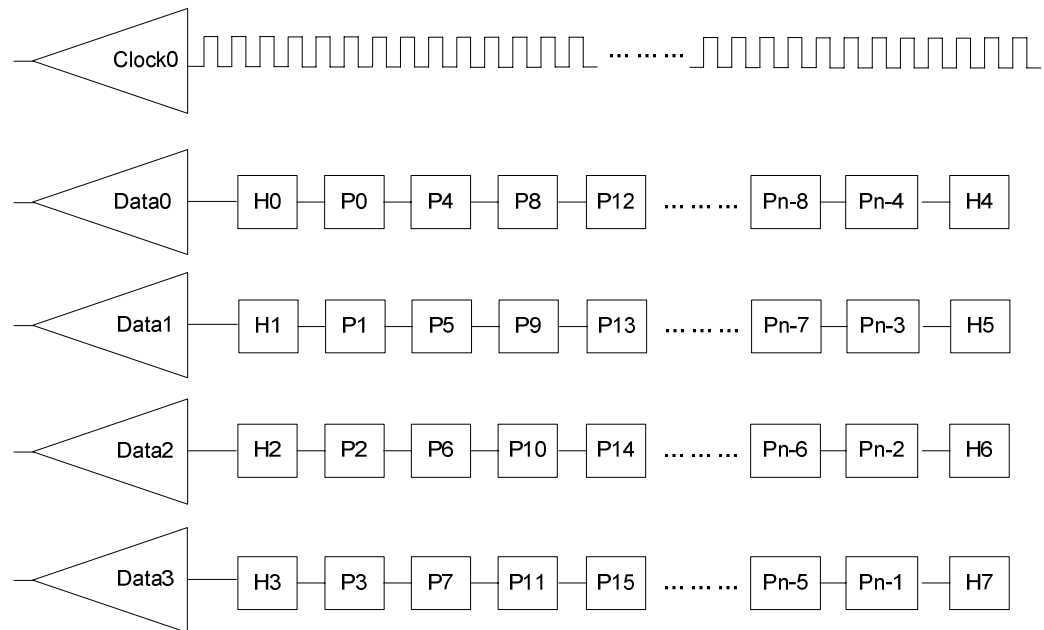 Clock0 ... ... ...
Data0 H0 P0 P4 P8 P12 ... ... ... Pn-8 Pn-4 H4
Data1 H1 P1 P5 P9 P13 ... ... ... Pn-7 Pn-3 H5
Data2 H2 P2 P6 P10 P14 ... ... ... Pn-6 Pn-2 H6
Data3 H3 P3 P7 P11 P15 ... ... ... Pn-5 Pn-1 H7